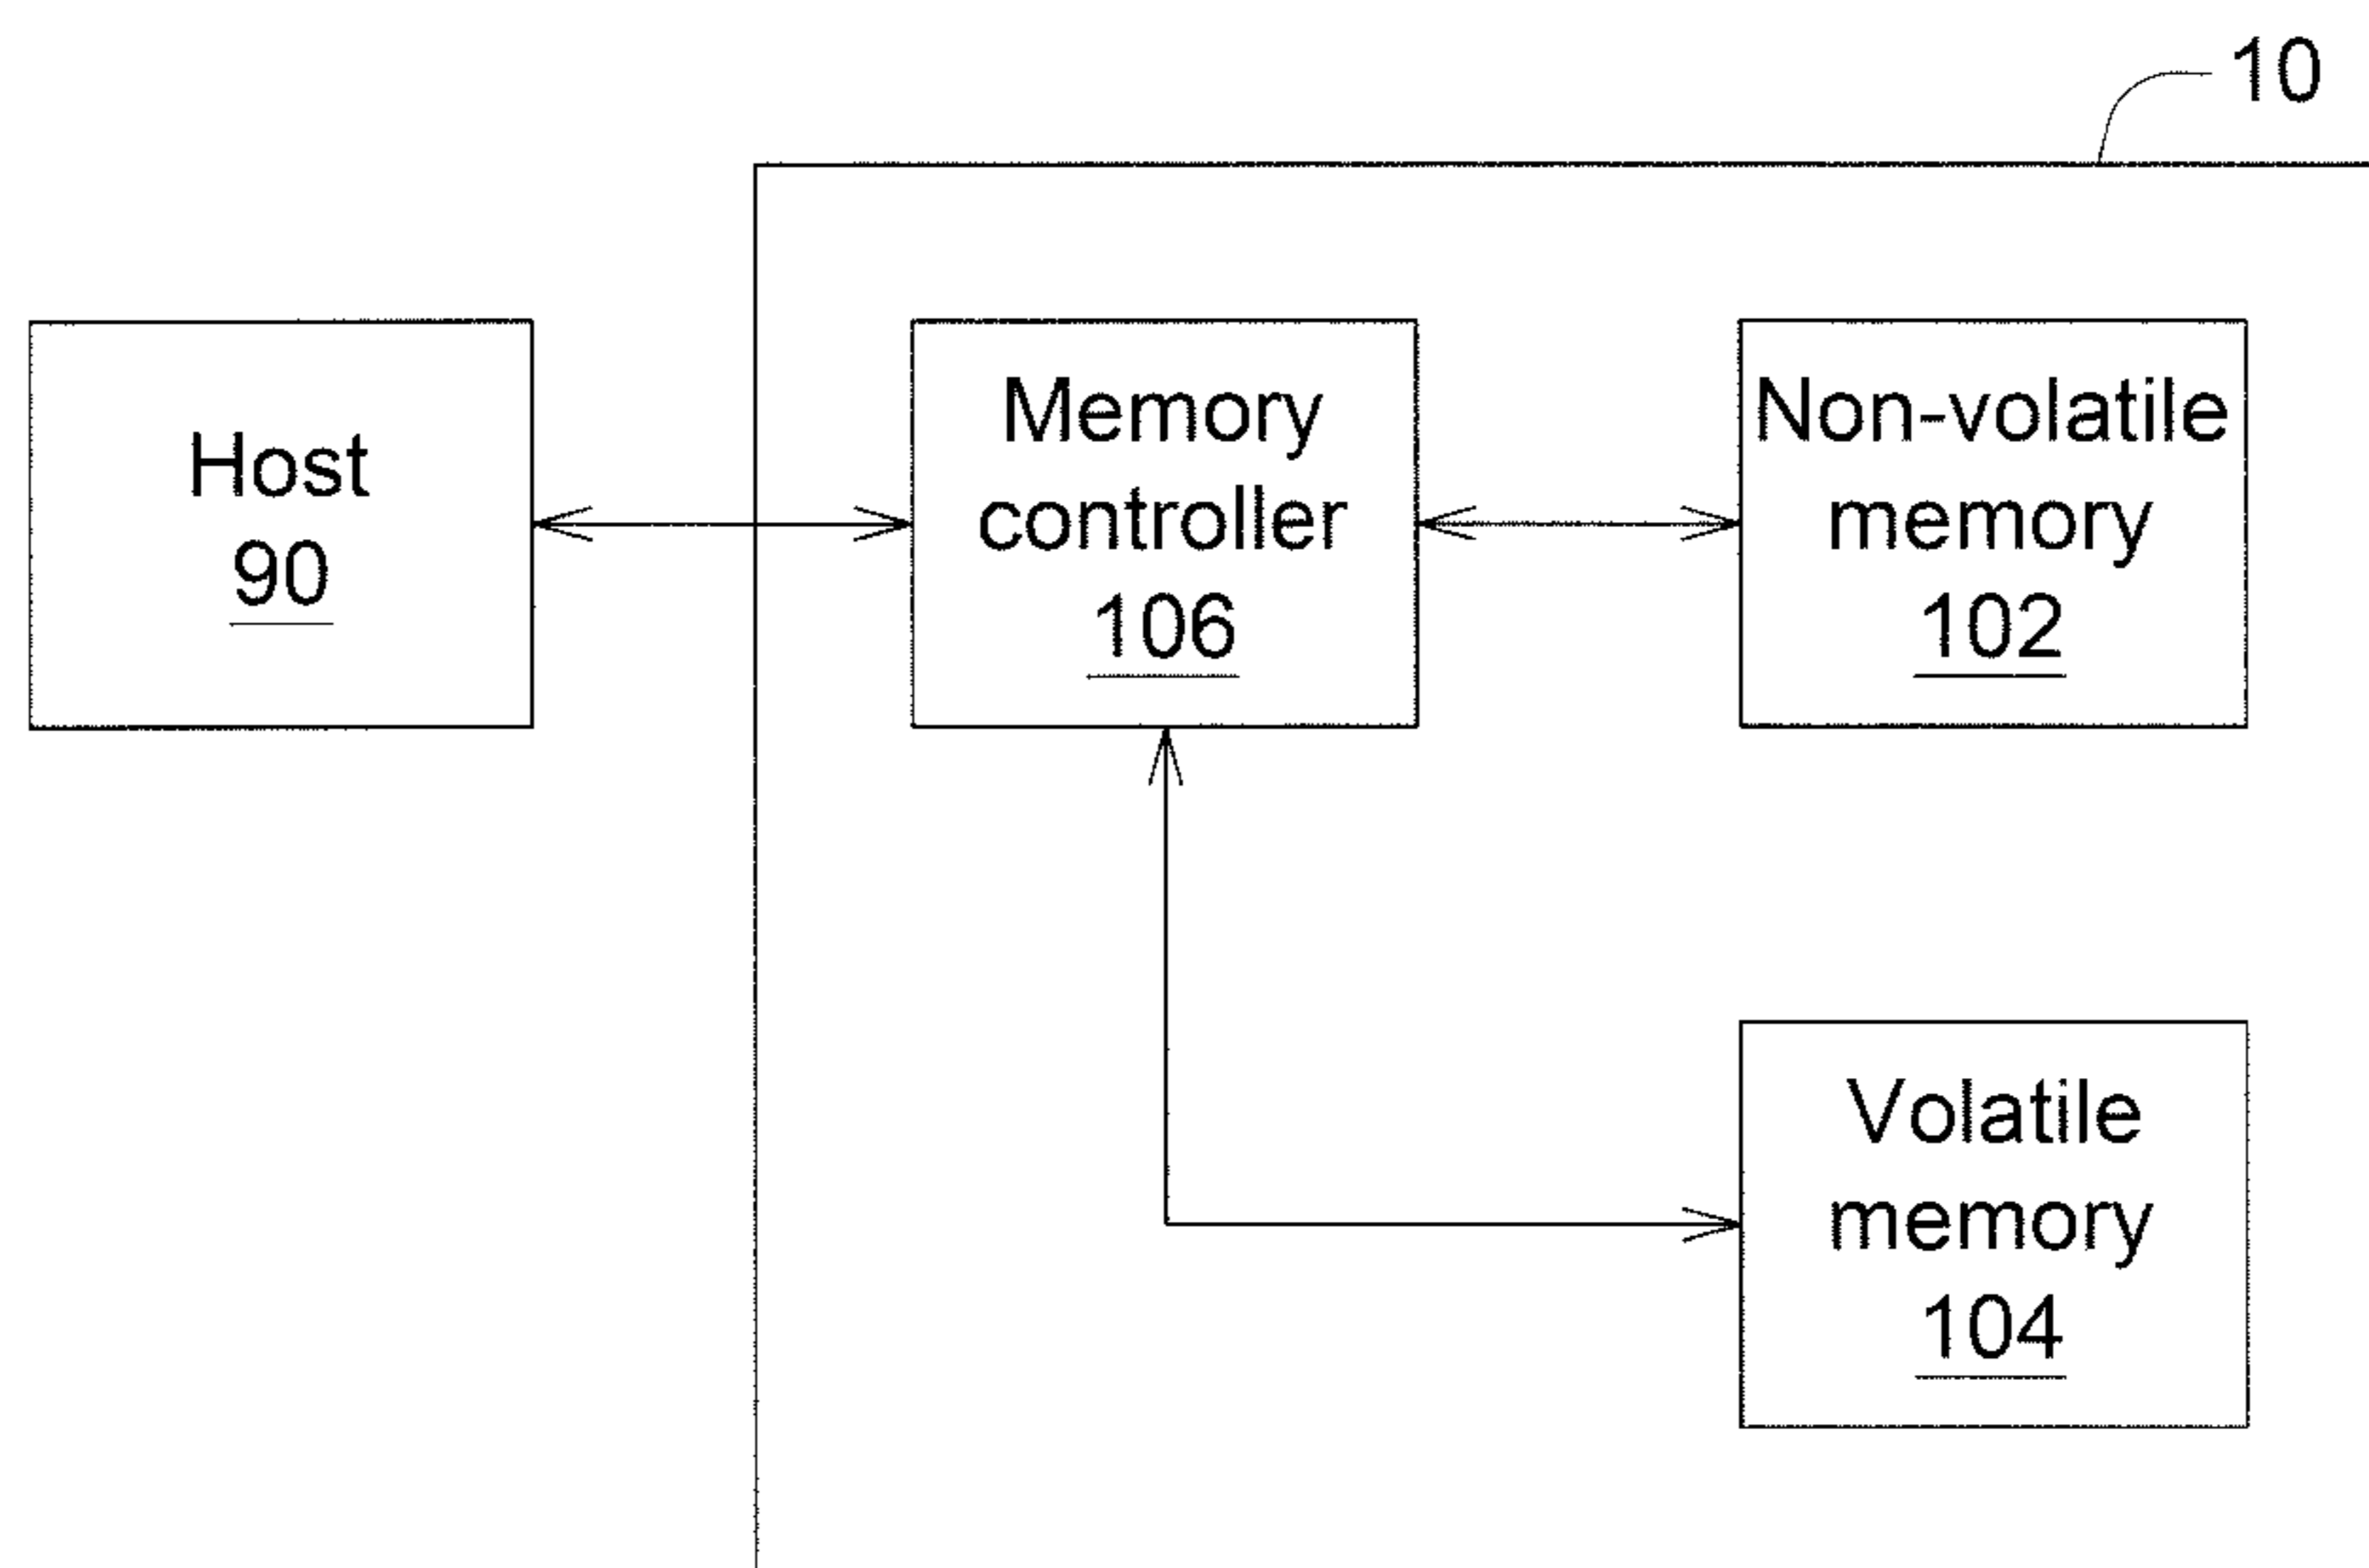 10
Host
90
Memory
controller
106
Non-volatile
memory
102
Volatile
memory
104